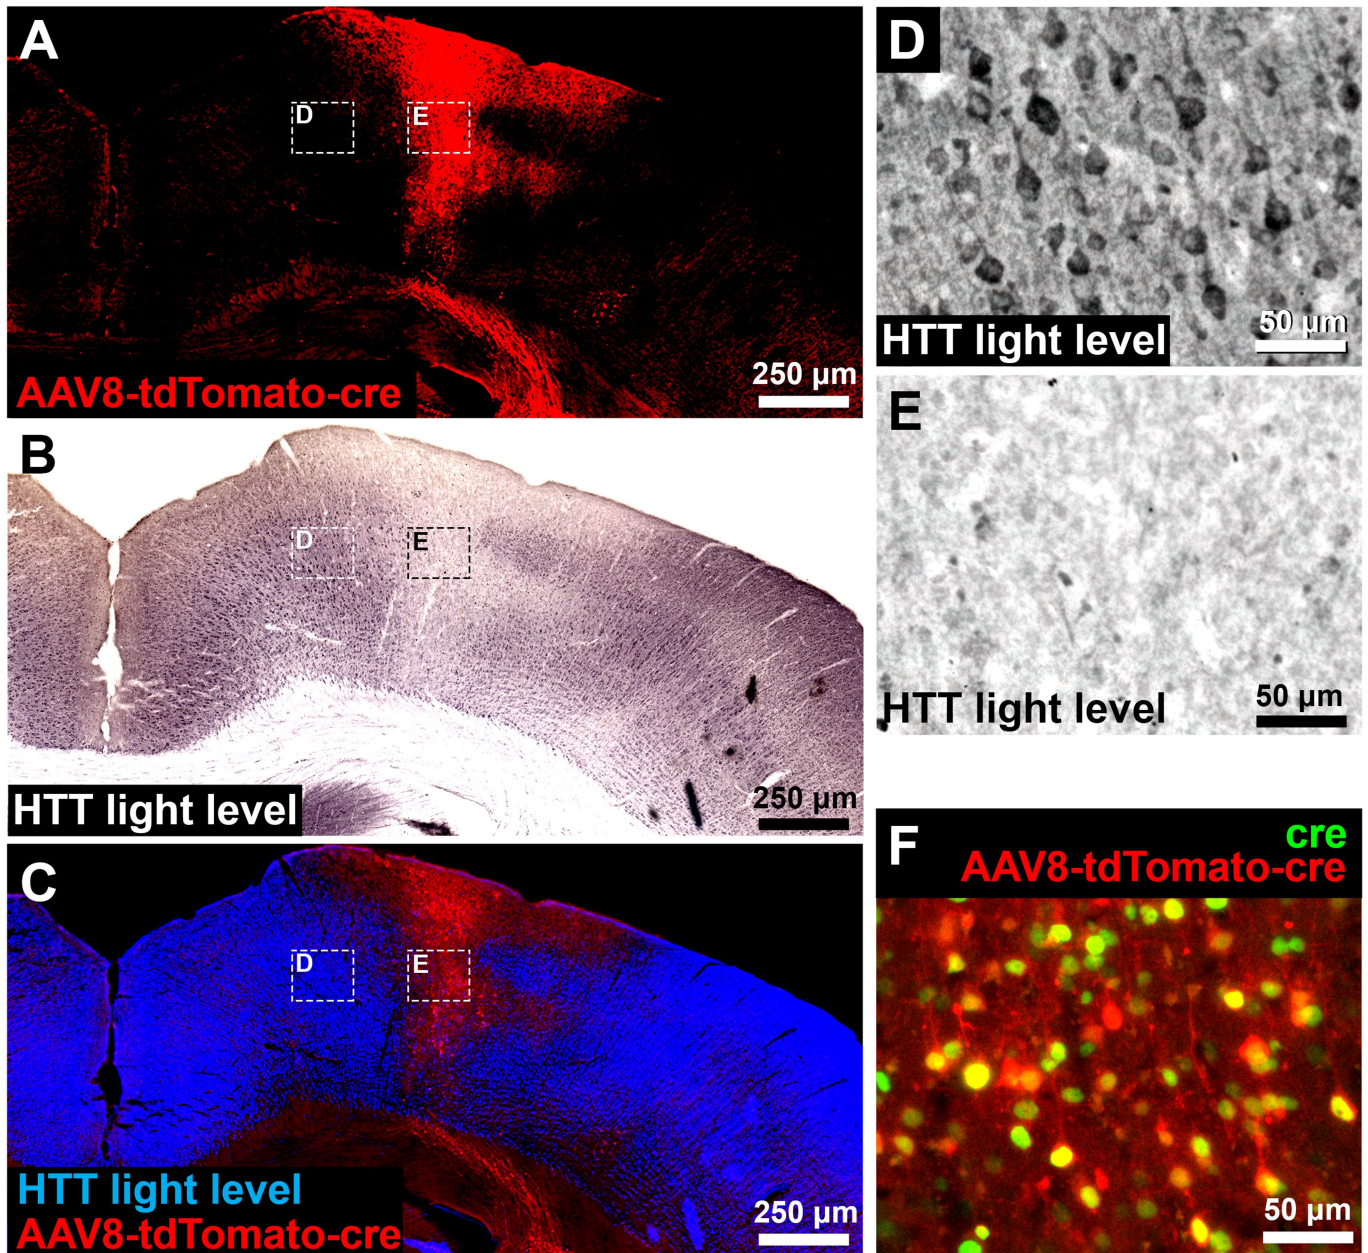 A
D
E
AAV8-tdTomato-cre
250 µm
B
D
E
HTT light level
250 µm
C
D
E
HTT light level
AAV8-tdTomato-cre
250 µm
D
HTT light level
50 µm
E
HTT light level
50 µm
F
cre
AAV8-tdTomato-cre
50 µm